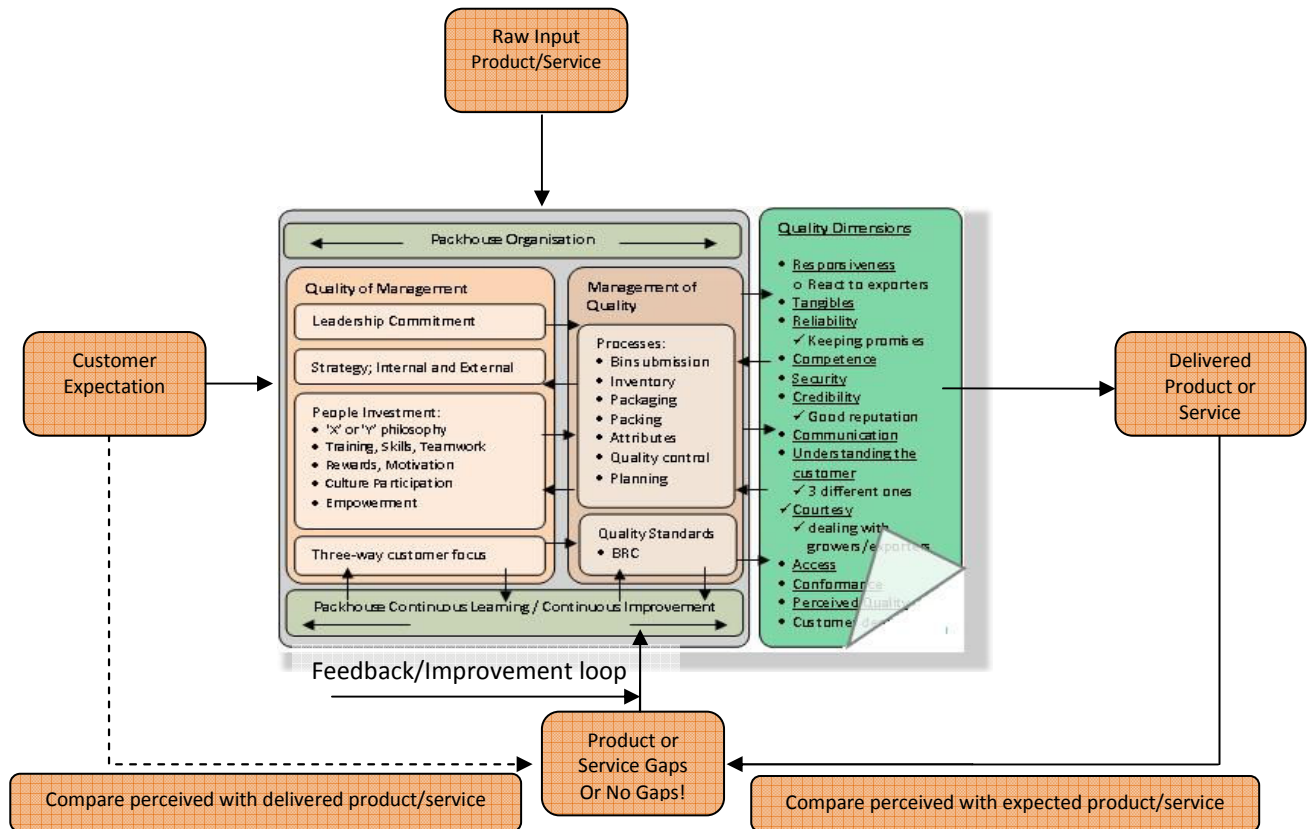 Raw Input
Product/Service
Packhouse Organisation
Quality of Management
Leadership Commitment
Strategy; Internal and External
People Investment:
• 'X' or 'Y' philosophy
• Training, Skills, Teamwork
• Rewards, Motivation
• Culture Participation
• Empowerment
Three-way customer focus
Management of
Quality
Processes:
• Bin submission
• Inventory
• Packaging
• Packing
• Attributes
• Quality control
• Planning
Quality Standards
• BRC
Packhouse Continuous Learning / Continuous Improvement
Quality Dimensions
• Responsiveness
o React to exporters
• Tangibles
• Reliability
✓ Keeping promises
• Competence
• Security
• Credibility
✓ Good reputation
• Communication
• Understanding the
customer
✓ 3 different ones
✓ Courtesy
✓ dealing with
growers/exporters
• Access
• Conformance
• Perceived Quality
• Customer
Customer
Expectation
Delivered
Product or
Service
Feedback/Improvement loop
Product or
Service Gaps
Or No Gaps!
Compare perceived with delivered product/service
Compare perceived with expected product/service